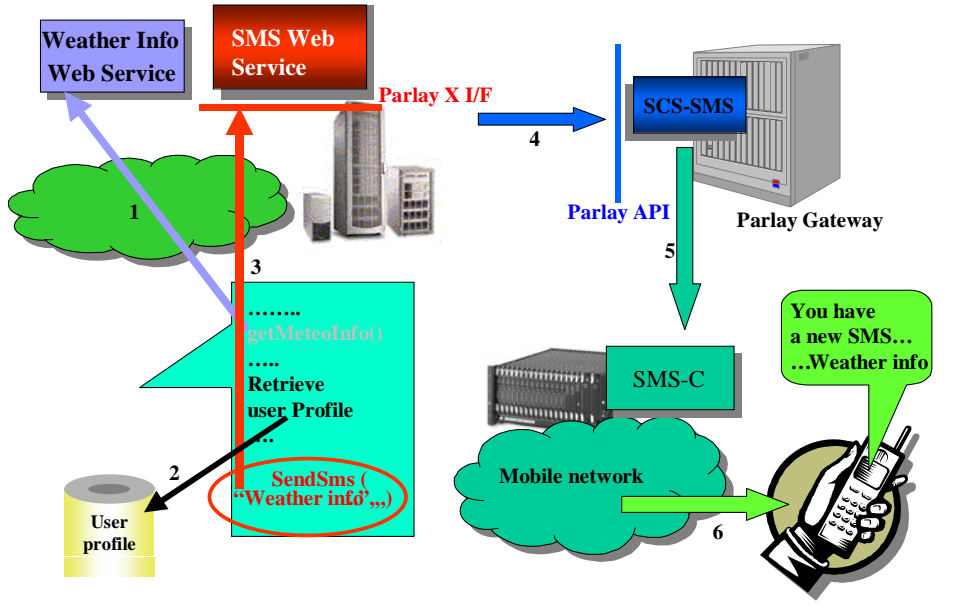 Weather Info
Web Service
SMS Web
Service
Parlay X I/F
4
SCS-SMS
Parlay API
Parlay Gateway
1
3
5
……..
getMeteoInfo()
…..
Retrieve
user Profile
….
SendSms (
“Weather info”,,,)
2
User
profile
SMS-C
Mobile network
6
You have
a new SMS…
…Weather info